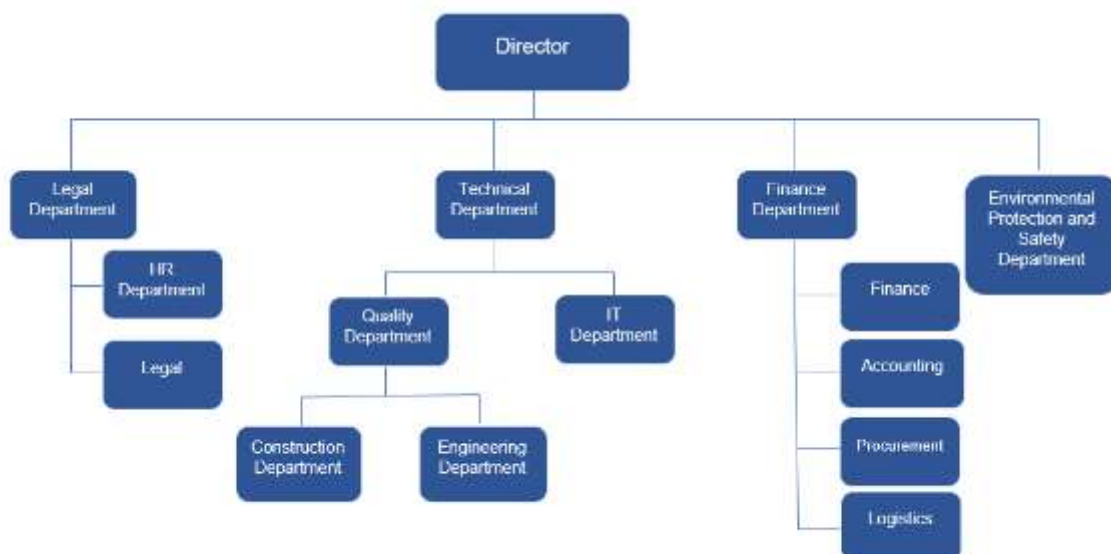 Director
Legal
Department
Technical
Department
Finance
Department
Environmental
Protection and
Safety
Department
HR
Department
Legal
Quality
Department
IT
Department
Construction
Department
Engineering
Department
Finance
Accounting
Procurement
Logistics